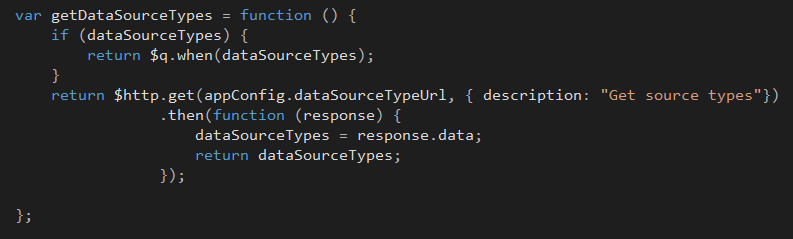 var getDataSourceTypes = function () {
    if (dataSourceTypes) {
        return $q.when(dataSourceTypes);
    }
    return $http.get(appConfig.dataSourceTypeUrl, { description: "Get source types"})
                .then(function (response) {
                    dataSourceTypes = response.data;
                    return dataSourceTypes;
                });
};